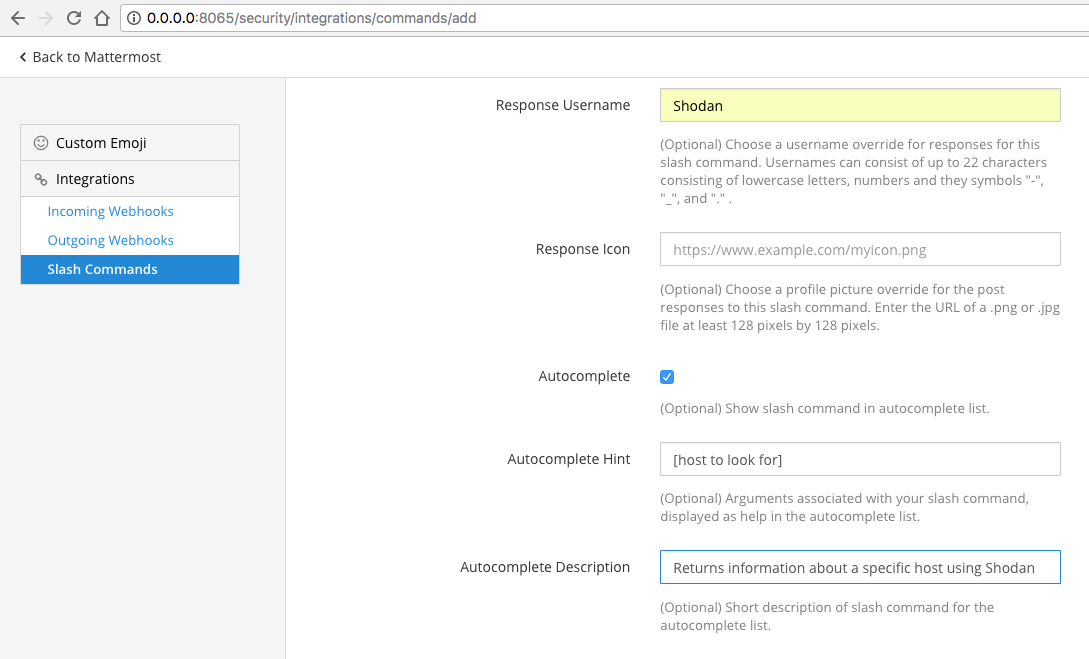 0.0.0.0:8065/security/integrations/commands/add
Back to Mattermost
Custom Emoji
Integrations
Incoming Webhooks
Outgoing Webhooks
Slash Commands
Response Username
Shodan
(Optional) Choose a username override for responses for this
slash command. Usernames can consist of up to 22 characters
consisting of lowercase letters, numbers and they symbols "-",
"_", and "." .
Response Icon
https://www.example.com/myicon.png
(Optional) Choose a profile picture override for the post
responses to this slash command. Enter the URL of a .png or .jpg
file at least 128 pixels by 128 pixels.
Autocomplete
(Optional) Show slash command in autocomplete list.
Autocomplete Hint
[host to look for]
(Optional) Arguments associated with your slash command,
displayed as help in the autocomplete list.
Autocomplete Description
Returns information about a specific host using Shodan
(Optional) Short description of slash command for the
autocomplete list.